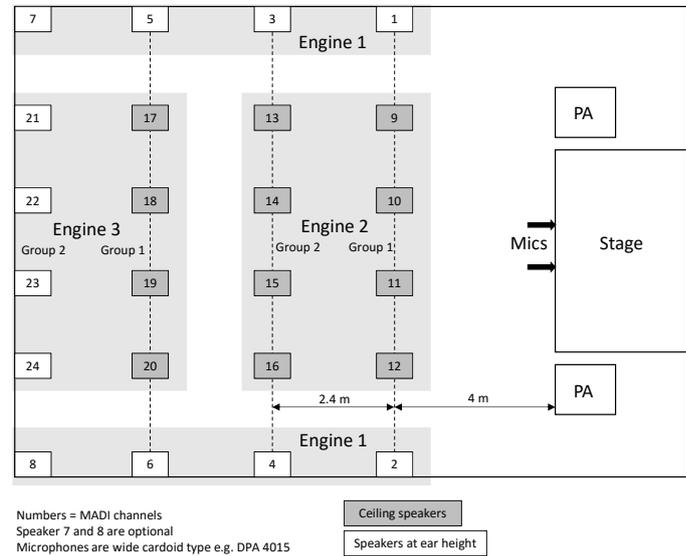 7 5 3 1
Engine 1
21 17 13 9
PA
22 18 14 10
Engine 3 Engine 2
Mics Stage
Group 2 Group 1 Group 2 Group 1
23 19 15 11
24 20 16 12
PA
2.4 m 4 m
Engine 1
8 6 4 2
Numbers = MADI channels
Speaker 7 and 8 are optional
Microphones are wide cardoid type e.g. DPA 4015
Ceiling speakers
Speakers at ear height